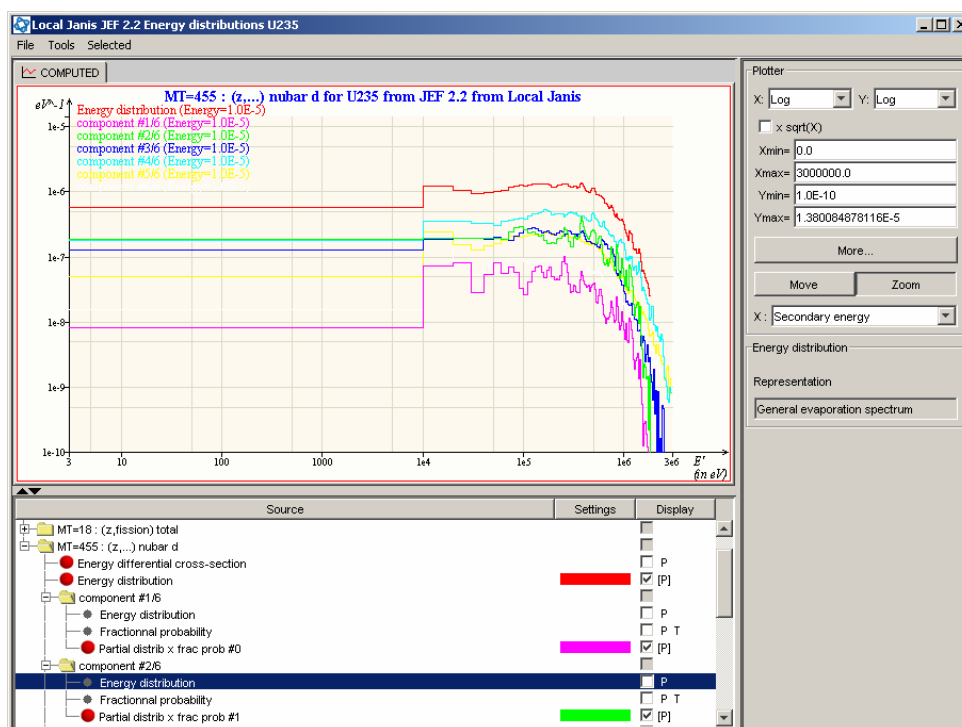 Local Janis JEF 2.2 Energy distributions U235
File Tools Selected
COMPUTED
MT=455 : (z,...) nubar d for U235 from JEF 2.2 from Local Janis
eV^-1
Energy distribution (Energy=1.0E-5)
component #1/6 (Energy=1.0E-5)
component #2/6 (Energy=1.0E-5)
component #3/6 (Energy=1.0E-5)
component #4/6 (Energy=1.0E-5)
component #5/6 (Energy=1.0E-5)
1e-5
1e-6
1e-7
1e-8
1e-9
1e-10
3 10 100 1000 1e4 1e5 1e6 3e6
E'
(in eV)
Plotter
X: Log Y: Log
x sqrt(X)
Xmin= 0.0
Xmax= 3000000.0
Ymin= 1.0E-10
Ymax= 1.380084878116E-5
More...
Move Zoom
X : Secondary energy
Energy distribution
Representation
General evaporation spectrum
Source Settings Display
MT=18 : (z,fission) total
MT=455 : (z,...) nubar d
Energy differential cross-section P
Energy distribution [P]
component #1/6
Energy distribution P
Fractionnal probability P T
Partial distrib x frac prob #0 [P]
component #2/6
Energy distribution P
Fractionnal probability P T
Partial distrib x frac prob #1 [P]